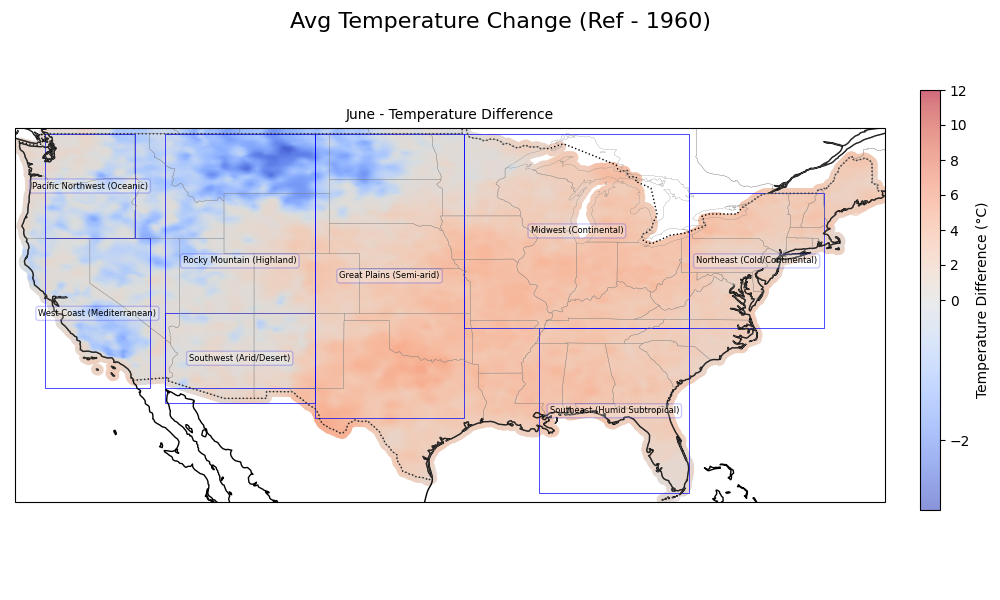 Avg Temperature Change (Ref - 1960)
June - Temperature Difference
Pacific Northwest (Oceanic)
Rocky Mountain (Highland)
Great Plains (Semi-arid)
Midwest (Continental)
Northeast (Cold/Continental)
West Coast (Mediterranean)
Southwest (Arid/Desert)
Southeast (Humid Subtropical)
12
10
8
6
4
2
0
−2
Temperature Difference (°C)